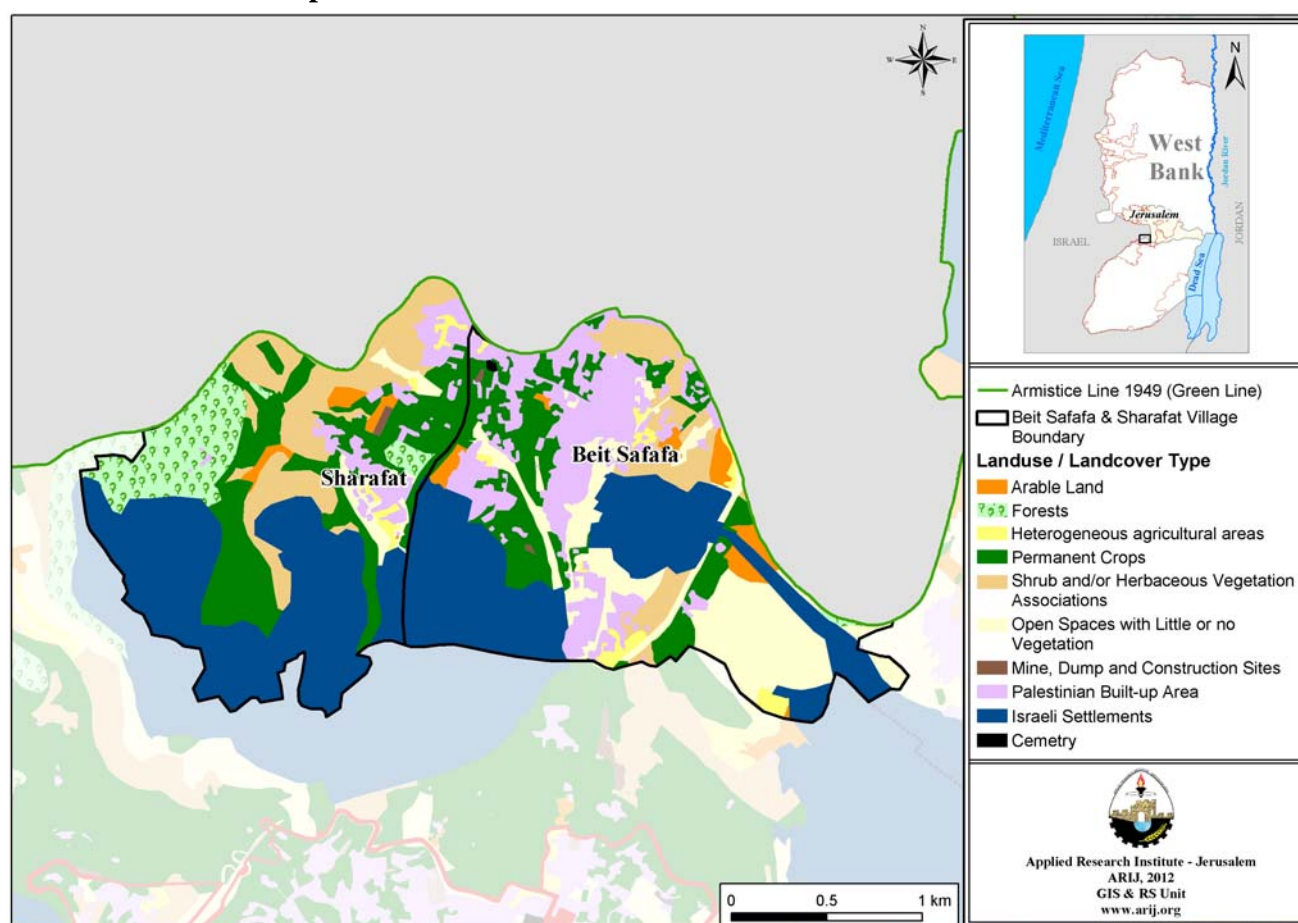 N
W E
S
Sharafat
Beit Safafa
0 0.5 1 km
N
Mediterranean Sea
West
Bank
Jordan River
Jerusalem
ISRAEL
JORDAN
Dead Sea
Armistice Line 1949 (Green Line)
Beit Safafa & Sharafat Village
Boundary
Landuse / Landcover Type
Arable Land
Forests
Heterogeneous agricultural areas
Permanent Crops
Shrub and/or Herbaceous Vegetation
Associations
Open Spaces with Little or no
Vegetation
Mine, Dump and Construction Sites
Palestinian Built-up Area
Israeli Settlements
Cemetry
Applied Research Institute - Jerusalem
ARIJ, 2012
GIS & RS Unit
www.arij.org